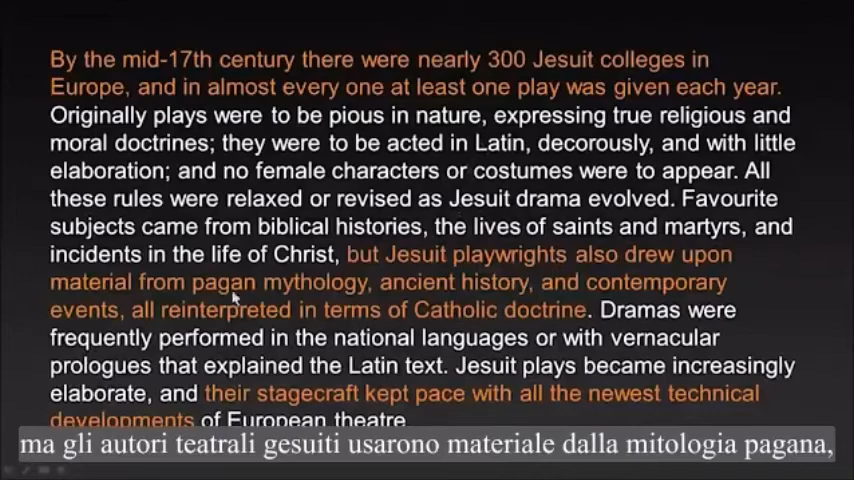 By the mid-17th century there were nearly 300 Jesuit colleges in
Europe, and in almost every one at least one play was given each year.
Originally plays were to be pious in nature, expressing true religious and
moral doctrines; they were to be acted in Latin, decorously, and with little
elaboration; and no female characters or costumes were to appear. All
these rules were relaxed or revised as Jesuit drama evolved. Favourite
subjects came from biblical histories, the lives of saints and martyrs, and
incidents in the life of Christ, but Jesuit playwrights also drew upon
material from pagan mythology, ancient history, and contemporary
events, all reinterpreted in terms of Catholic doctrine. Dramas were
frequently performed in the national languages or with vernacular
prologues that explained the Latin text. Jesuit plays became increasingly
elaborate, and their stagecraft kept pace with all the newest technical
developments of European theatre
ma gli autori teatrali gesuiti usarono materiale dalla mitologia pagana,